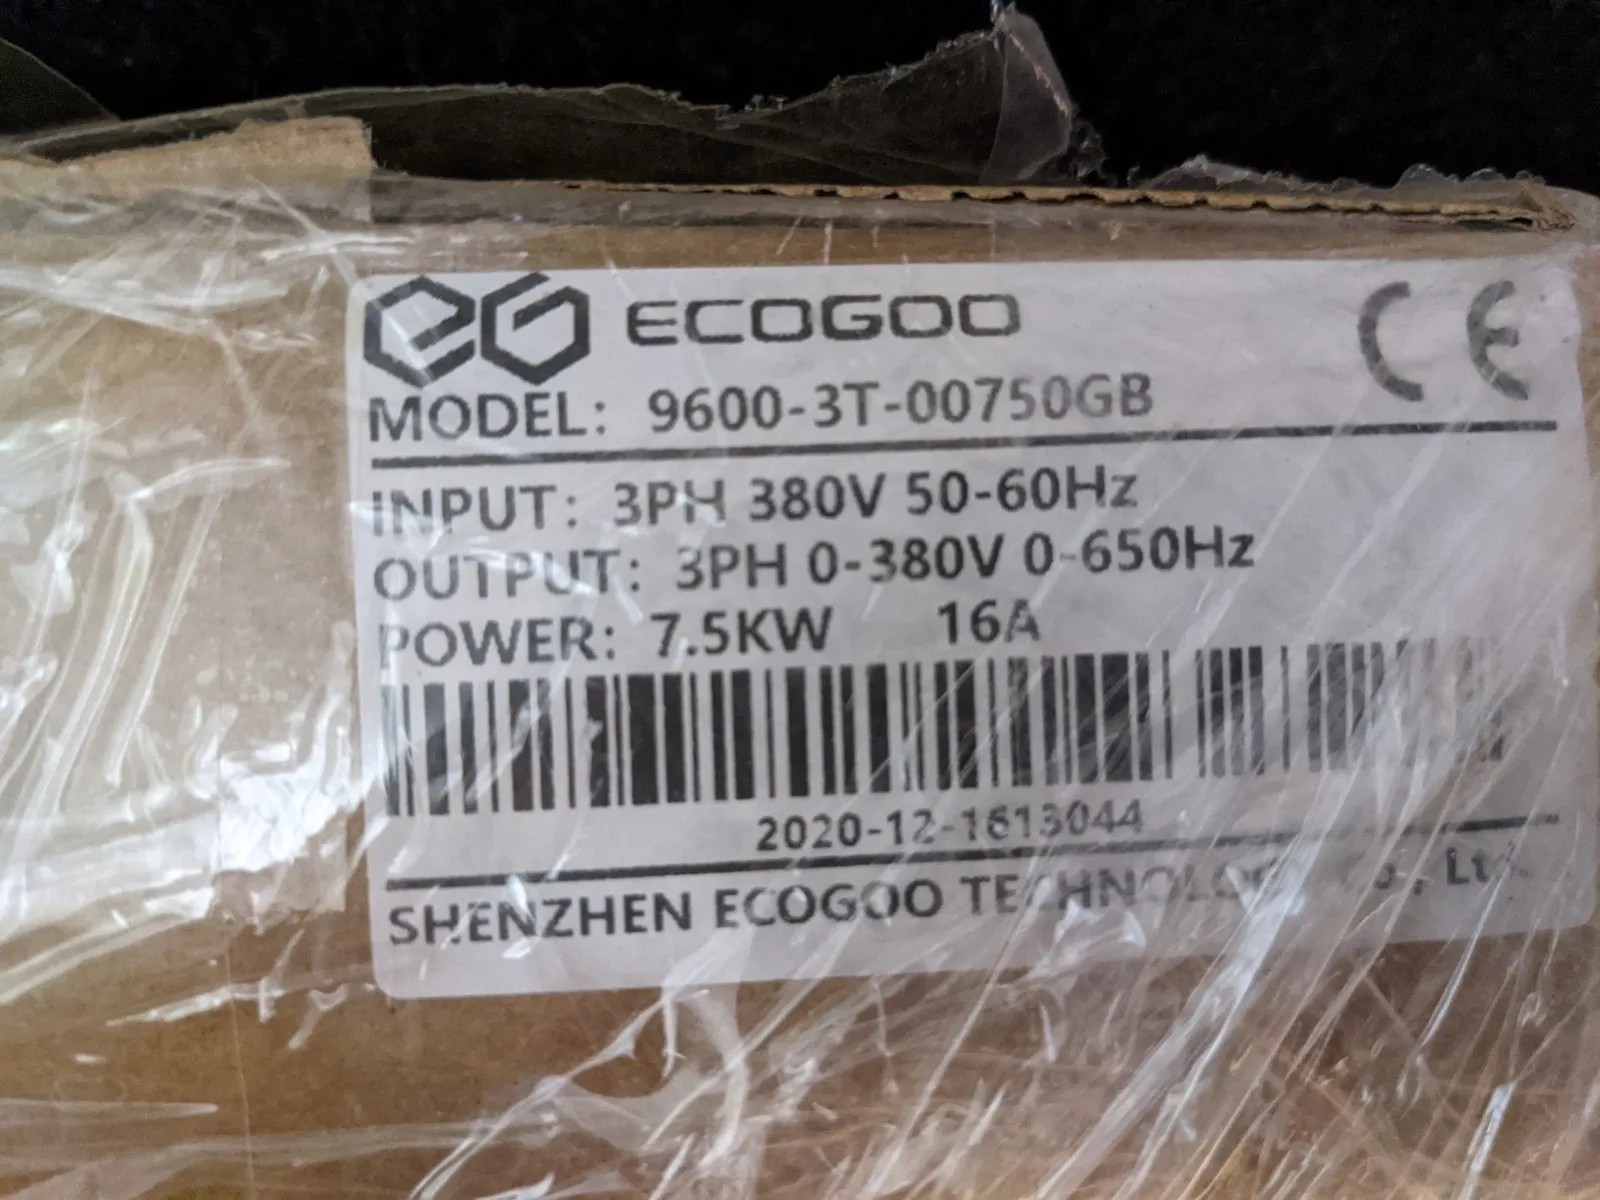 eG ECOGOO CE
MODEL: 9600-3T-00750GB
INPUT: 3PH 380V 50-60Hz
OUTPUT: 3PH 0-380V 0-650Hz
POWER: 7.5KW 16A
2020-12-1613044
SHENZHEN ECOGOO